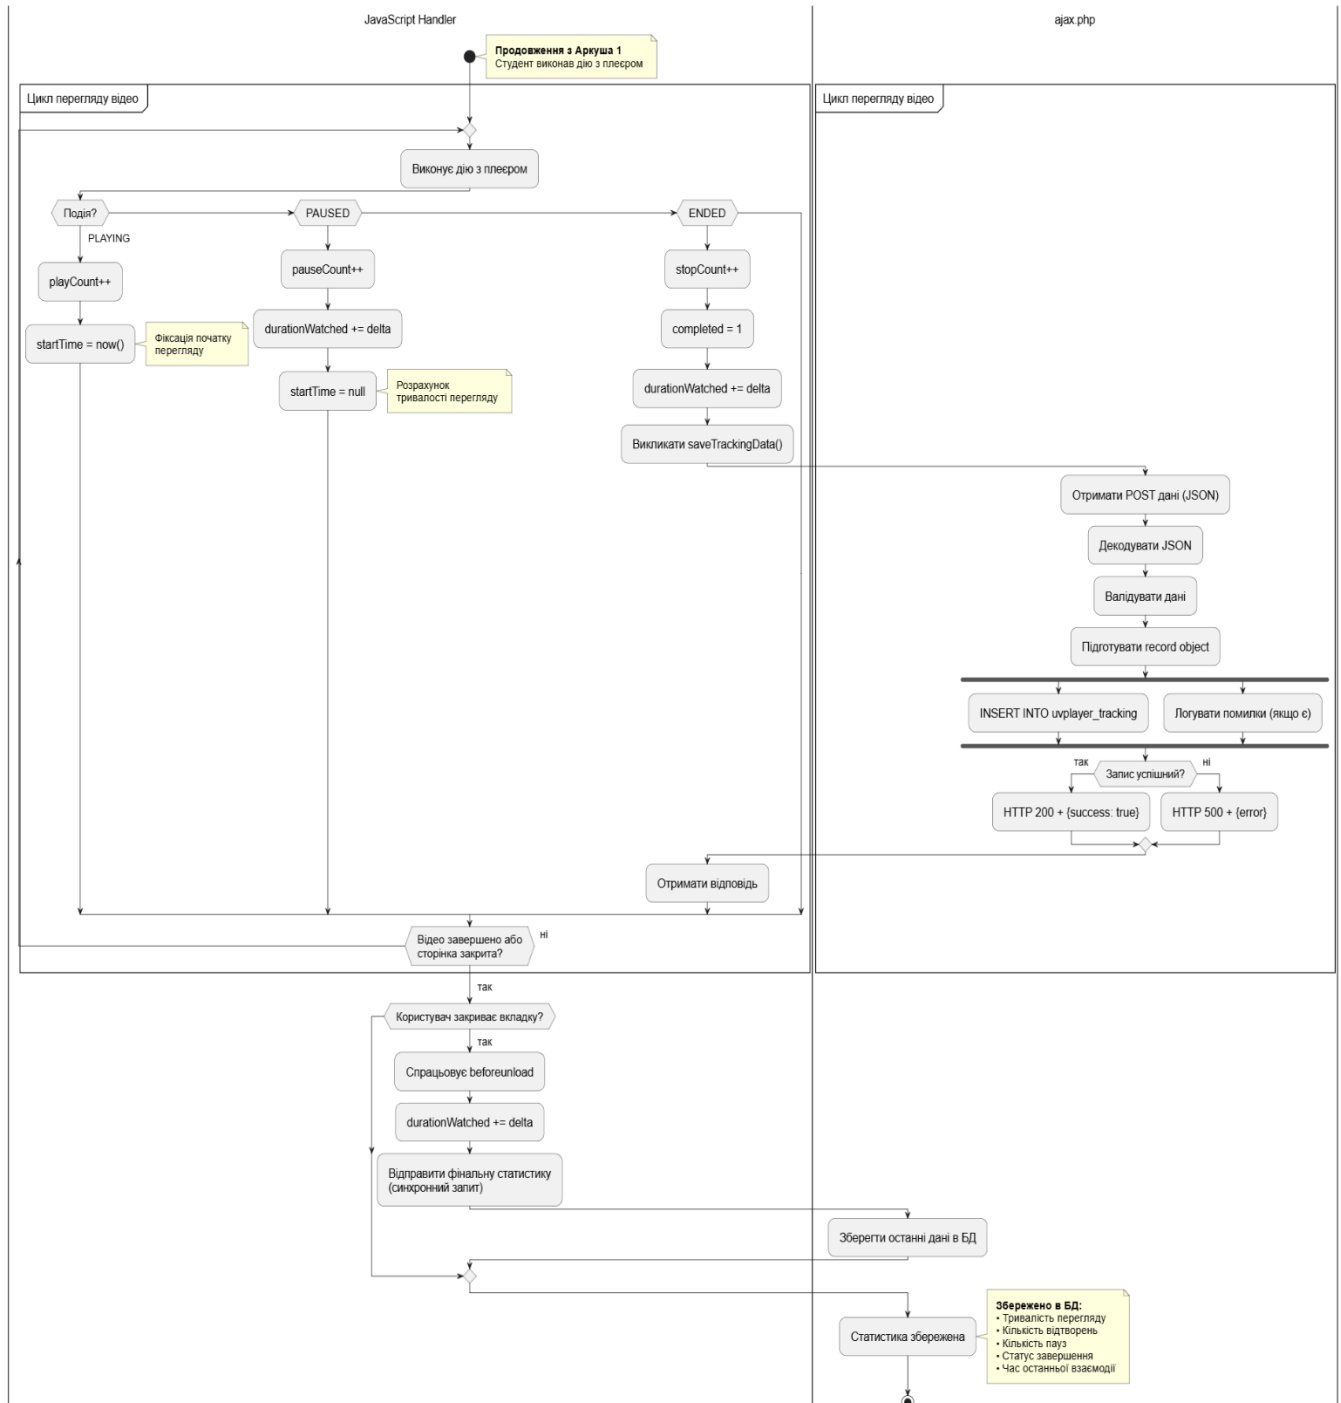 JavaScript Handler
ajax.php
Продовження з Аркуша 1
Студент виконав дію з плеєром
Цикл перегляду відео
Цикл перегляду відео
Виконує дію з плеєром
Подія?
PAUSED
ENDED
PLAYING
playCount++
pauseCount++
stopCount++
startTime = now()
Фіксація початку
перегляду
durationWatched += delta
completed = 1
startTime = null
Розрахунок
тривалості перегляду
durationWatched += delta
Викликати saveTrackingData()
Отримати POST дані (JSON)
Декодувати JSON
Валідувати дані
Підготувати record object
INSERT INTO uvplayer_tracking
Логувати помилки (якщо є)
так
Запис успішний?
ні
HTTP 200 + {success: true}
HTTP 500 + {error}
Отримати відповідь
Відео завершено або
сторінка закрита?
ні
так
Користувач закриває вкладку?
так
Спрацьовує beforeunload
durationWatched += delta
Відправити фінальну статистику
(синхронний запит)
Зберегти останні дані в БД
Статистика збережена
Збережено в БД:
• Тривалість перегляду
• Кількість відтворень
• Кількість пауз
• Статус завершення
• Час останньої взаємодії